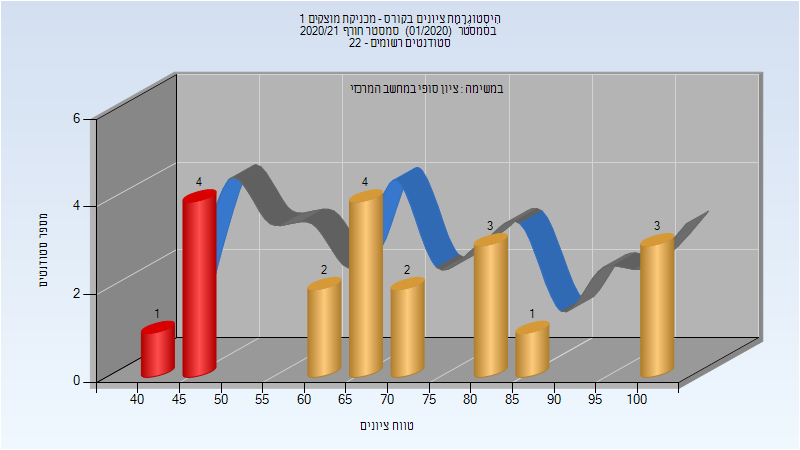 היסטוגרמת ציונים בקורס - מכניקת מוצקים 1
בסמסטר (01/2020) סמסטר חורף 2020/21
סטודנטים רשומים - 22
במשימה : ציון סופי במחשב המרכזי
מספר סטודנטים
6
4
2
0
1
4
2
4
2
3
1
3
40 45 50 55 60 65 70 75 80 85 90 95 100
טווח ציונים